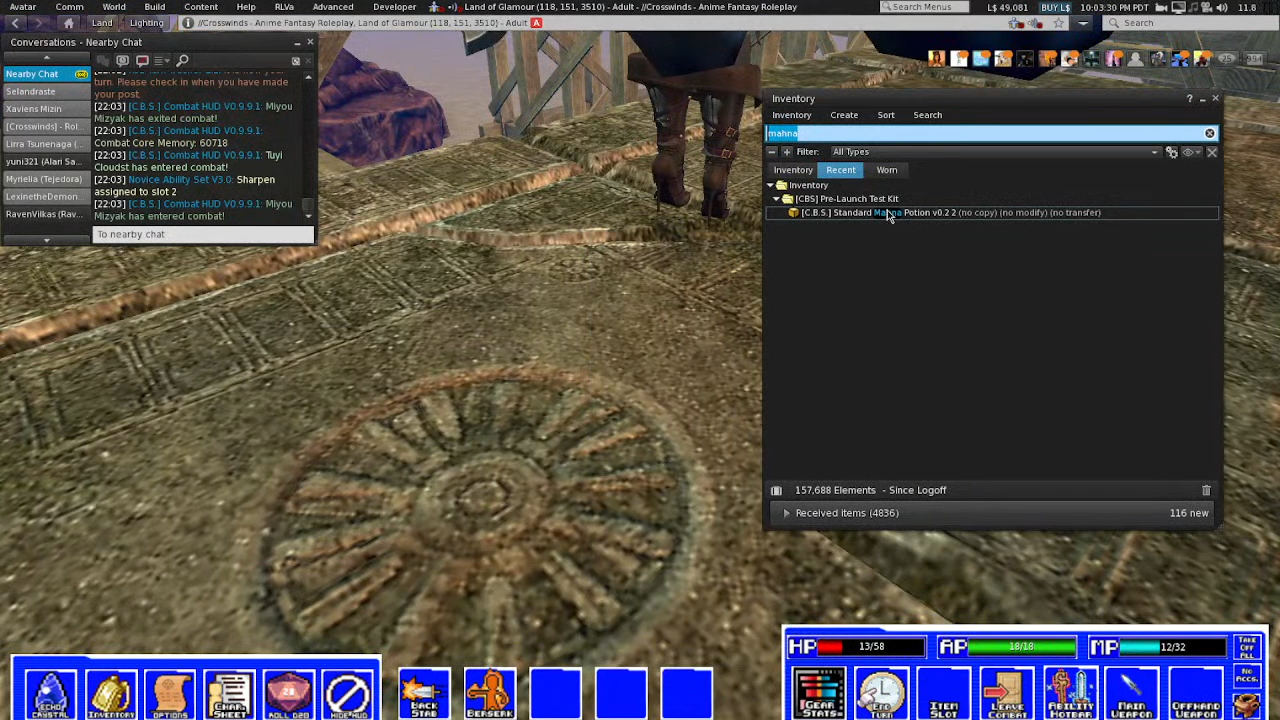 Avatar Comm World Build Content Help RLVa Advanced Developer Land of Glamour (118, 151, 3510) - Adult - //Crosswinds - Anime Fantasy Roleplay Search Menus L$ 49,081 BUY L$ 10:03:30 PM 11.8
Land Lighting //Crosswinds - Anime Fantasy Roleplay, Land of Glamour (118, 151, 3510) - Adult A Search
Conversations - Nearby Chat
Nearby Chat
Selandraste
Xaviens Mizin
[Crosswinds] - Rol...
Lirra Tsunenaga (...
yuni321 (Alari Sa...
Myrielia (Tejedora)
LexinetheDemon
RavenVilkas (Rav...
turn. Please check in when you have made
your post.
[22:03] [C.B.S.] Combat HUD V0.9.9.1: Miyou
Mizyak has exited combat!
[22:03] [C.B.S.] Combat HUD V0.9.9.1:
Combat Core Memory: 60718
[22:03] [C.B.S.] Combat HUD V0.9.9.1: Tuyi
Cloudst has entered combat!
[22:03] Novice Ability Set V3.0: Sharpen
assigned to slot 2
[22:03] [C.B.S.] Combat HUD V0.9.9.1: Miyou
Mizyak has entered combat!
To nearby chat
Inventory ?
Inventory Create Sort Search
mahna
Filter: All Types
Inventory Recent Worn
Inventory
[CBS] Pre-Launch Test Kit
[C.B.S.] Standard Mahna Potion v0.2 2 (no copy) (no modify) (no transfer)
157,688 Elements - Since Logoff
Received items (4836) 116 new
HP 13/58 AP 18/18 MP 12/32 TAKE OFF ALL
ECHO CRYSTAL
INVENTORY
OPTIONS
CHAR. SHEET
ROLL D20
HIDE HUD
BACK STAB
BERSERK
GEAR STATS
END TURN
ITEM SLOT
LEAVE COMBAT
ABILITY HOTBAR
MAIN WEAPON
OFFHAND WEAPON
NO ACCS.